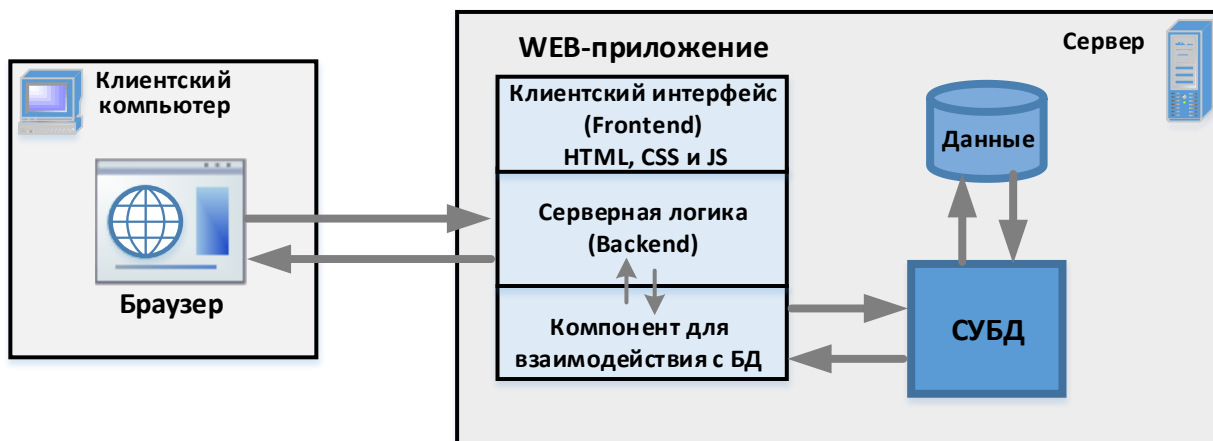 Клиентский
компьютер
Браузер
WEB-приложение
Клиентский интерфейс
(Frontend)
HTML, CSS и JS
Серверная логика
(Backend)
Компонент для
взаимодействия с БД
Сервер
Данные
СУБД